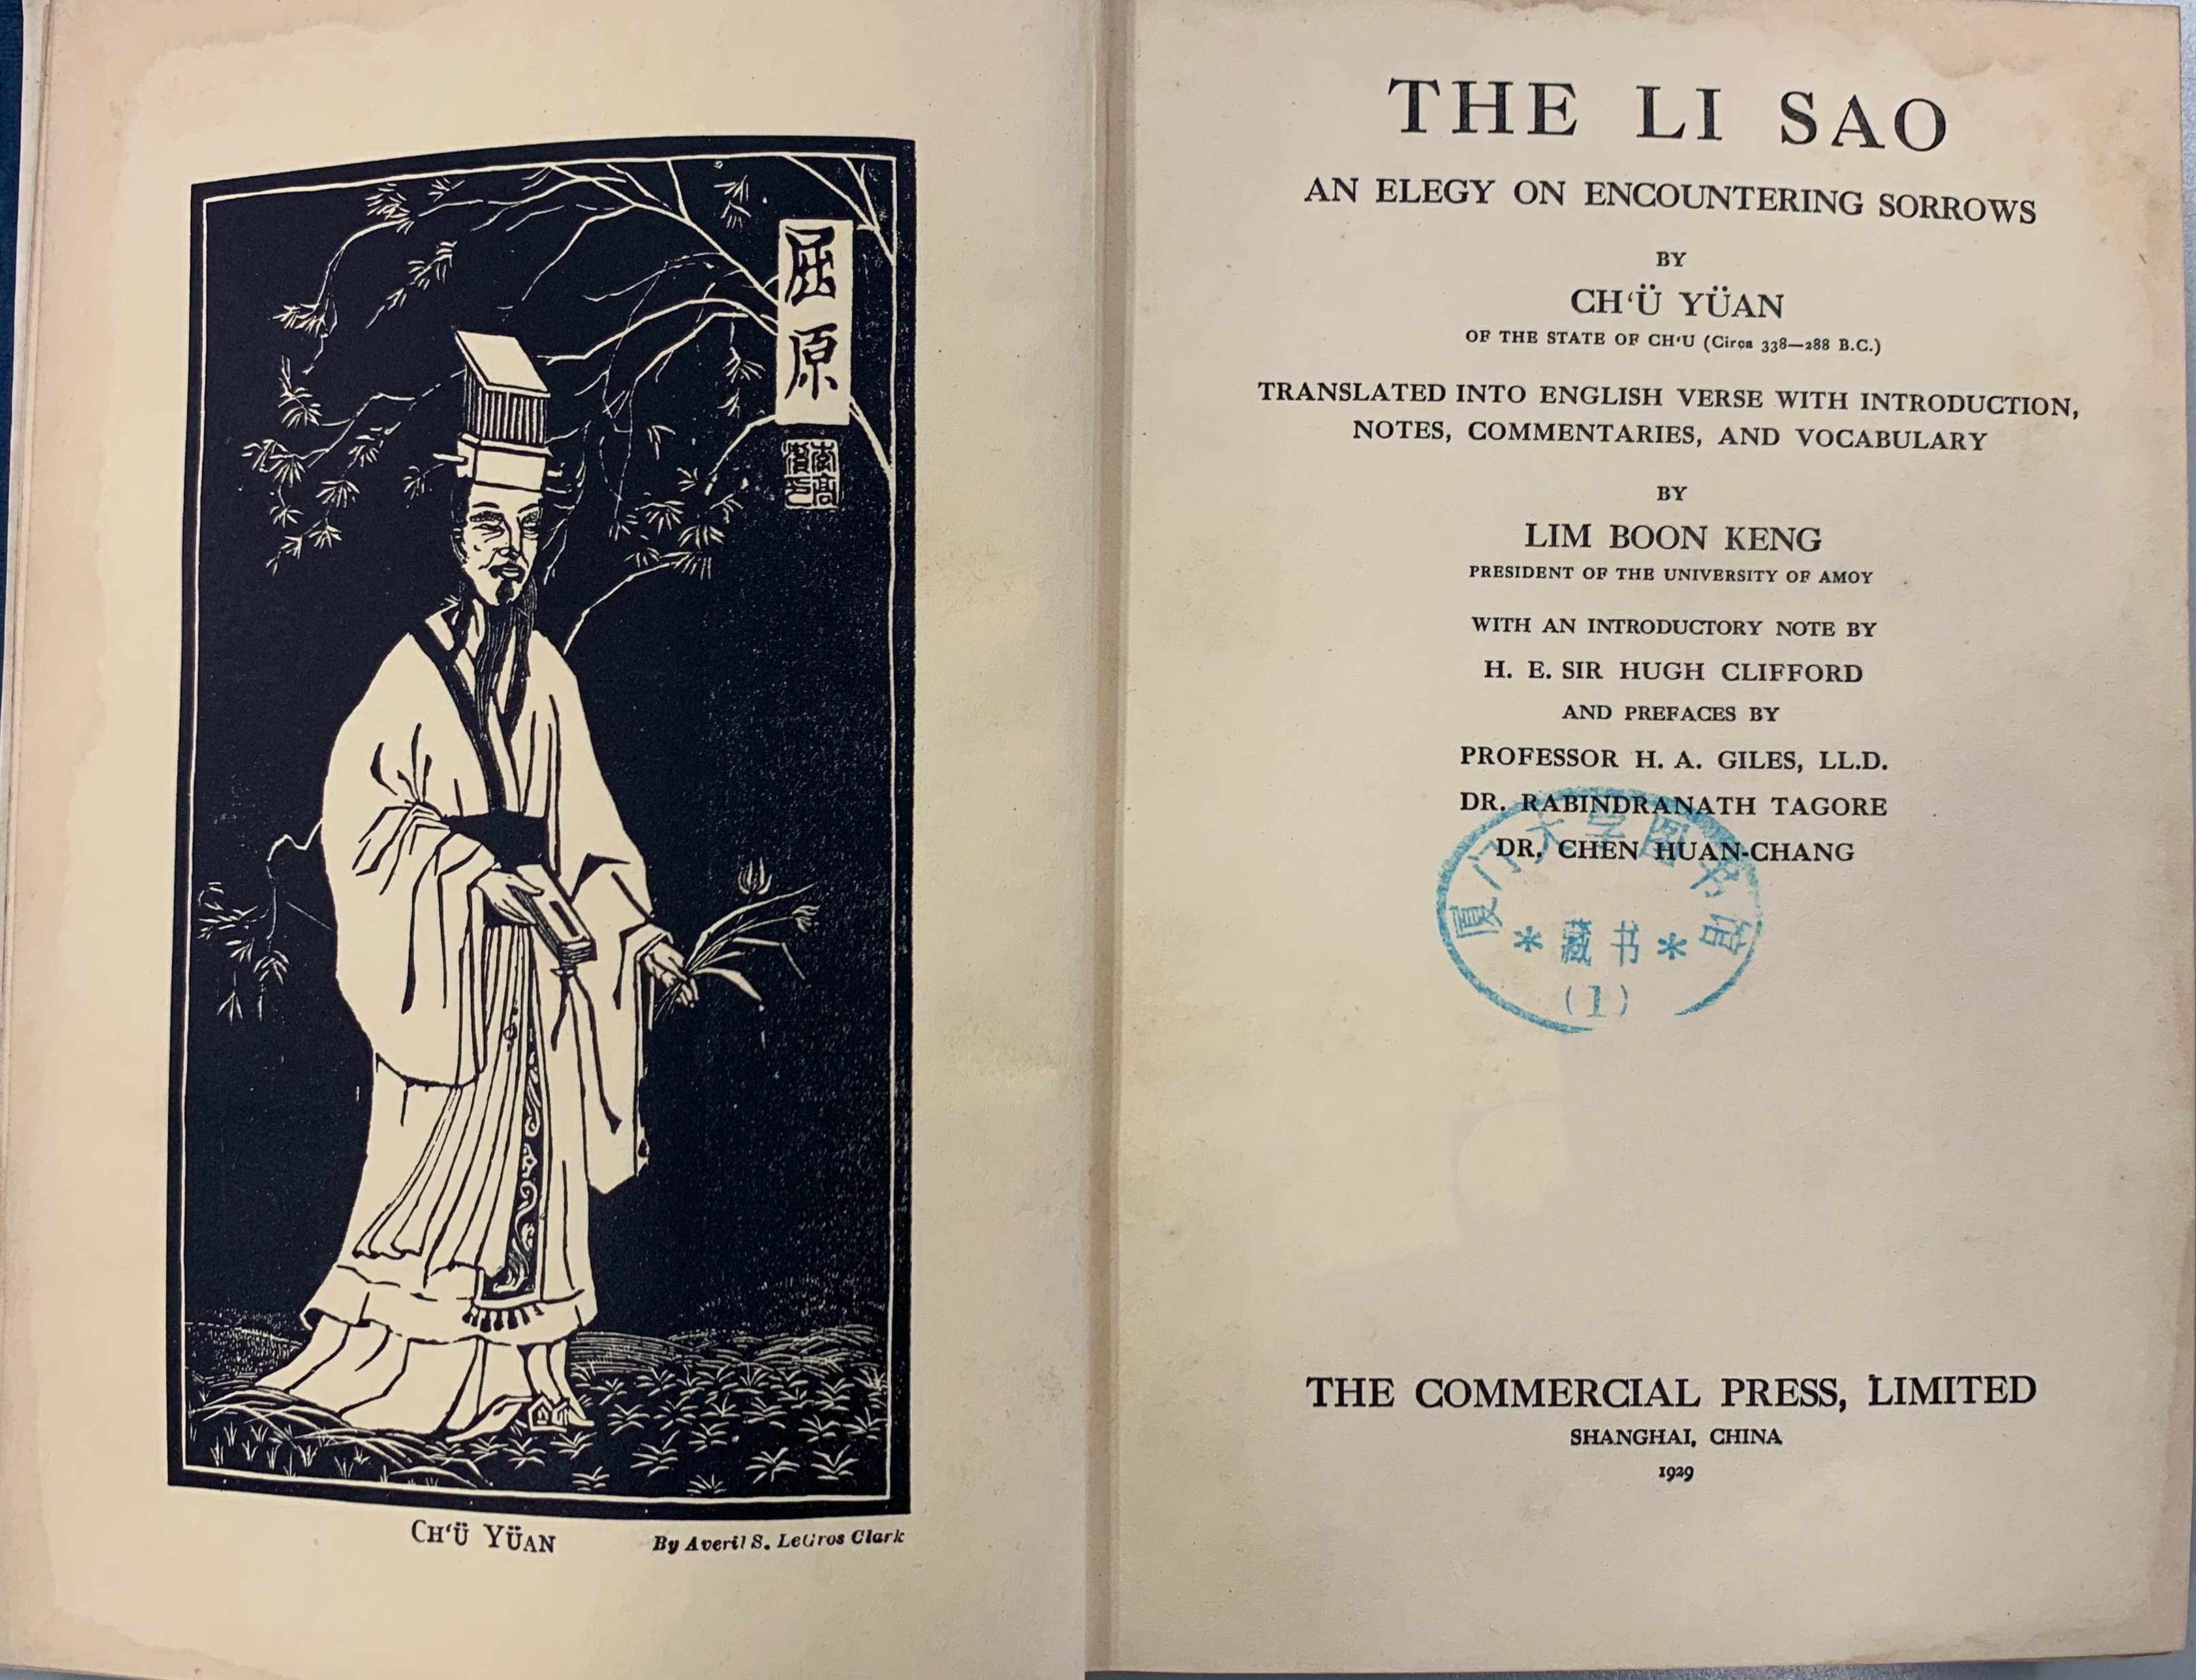 屈原
CH‘Ü YÜAN
By Averil S. LeGros Clark
THE LI SAO
AN ELEGY ON ENCOUNTERING SORROWS
BY
CH‘Ü YÜAN
OF THE STATE OF CH‘U (Circa 338—288 B.C.)
TRANSLATED INTO ENGLISH VERSE WITH INTRODUCTION,
NOTES, COMMENTARIES, AND VOCABULARY
BY
LIM BOON KENG
PRESIDENT OF THE UNIVERSITY OF AMOY
WITH AN INTRODUCTORY NOTE BY
H. E. SIR HUGH CLIFFORD
AND PREFACES BY
PROFESSOR H. A. GILES, LL.D.
DR. RABINDRANATH TAGORE
DR. CHEN HUAN-CHANG
厦门大学图书馆
* 藏书 *
(1)
THE COMMERCIAL PRESS, LIMITED
SHANGHAI, CHINA
1929